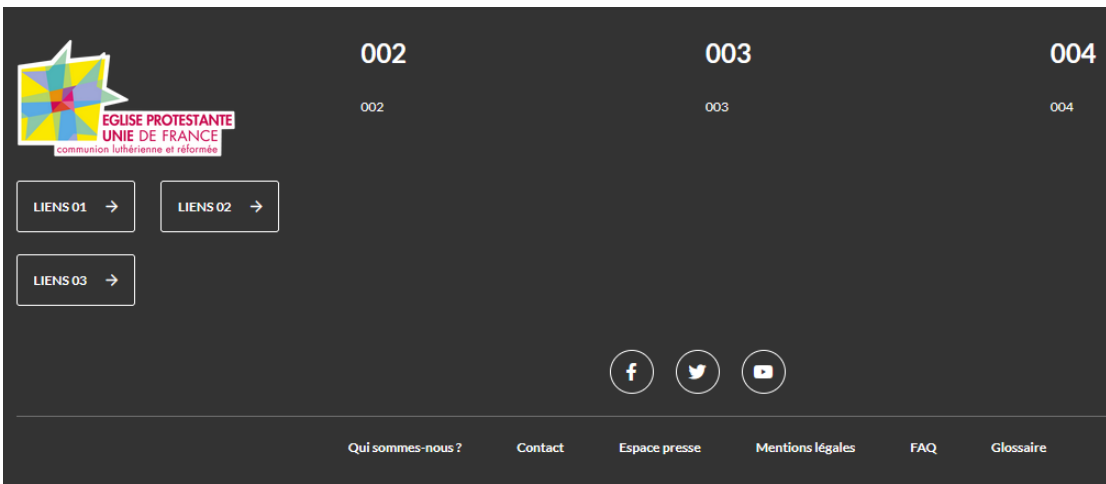 EGLISE PROTESTANTE
UNIE DE FRANCE
communion luthérienne et réformée
LIENS 01
LIENS 02
LIENS 03
002
002
003
003
004
004
Qui sommes-nous ?
Contact
Espace presse
Mentions légales
FAQ
Glossaire